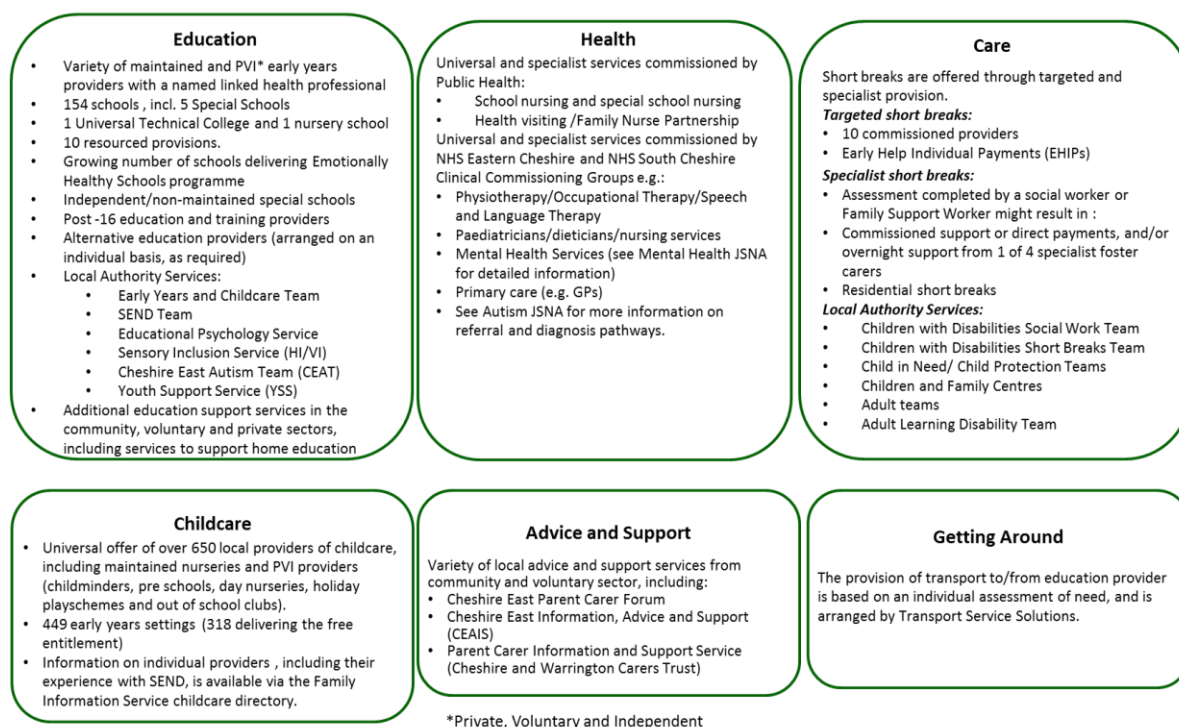 Education
• Variety of maintained and PVI* early years
providers with a named linked health professional
• 154 schools , incl. 5 Special Schools
• 1 Universal Technical College and 1 nursery school
• 10 resourced provisions.
• Growing number of schools delivering Emotionally
Healthy Schools programme
• Independent/non-maintained special schools
• Post -16 education and training providers
• Alternative education providers (arranged on an
individual basis, as required)
• Local Authority Services:
• Early Years and Childcare Team
• SEND Team
• Educational Psychology Service
• Sensory Inclusion Service (HI/VI)
• Cheshire East Autism Team (CEAT)
• Youth Support Service (YSS)
• Additional education support services in the
community, voluntary and private sectors,
including services to support home education
Health
Universal and specialist services commissioned by
Public Health:
• School nursing and special school nursing
• Health visiting /Family Nurse Partnership
Universal and specialist services commissioned by
NHS Eastern Cheshire and NHS South Cheshire
Clinical Commissioning Groups e.g.:
• Physiotherapy/Occupational Therapy/Speech
and Language Therapy
• Paediatricians/dieticians/nursing services
• Mental Health Services (see Mental Health JSNA
for detailed information)
• Primary care (e.g. GPs)
• See Autism JSNA for more information on
referral and diagnosis pathways.
Care
Short breaks are offered through targeted and
specialist provision.
Targeted short breaks:
• 10 commissioned providers
• Early Help Individual Payments (EHIPs)
Specialist short breaks:
• Assessment completed by a social worker or
Family Support Worker might result in :
• Commissioned support or direct payments, and/or
overnight support from 1 of 4 specialist foster
carers
• Residential short breaks
Local Authority Services:
• Children with Disabilities Social Work Team
• Children with Disabilities Short Breaks Team
• Child in Need/ Child Protection Teams
• Children and Family Centres
• Adult teams
• Adult Learning Disability Team
Childcare
• Universal offer of over 650 local providers of childcare,
including maintained nurseries and PVI providers
(childminders, pre schools, day nurseries, holiday
playschemes and out of school clubs).
• 449 early years settings (318 delivering the free
entitlement)
• Information on individual providers , including their
experience with SEND, is available via the Family
Information Service childcare directory.
Advice and Support
Variety of local advice and support services from
community and voluntary sector, including:
• Cheshire East Parent Carer Forum
• Cheshire East Information, Advice and Support
(CEAIS)
• Parent Carer Information and Support Service
(Cheshire and Warrington Carers Trust)
Getting Around
The provision of transport to/from education provider
is based on an individual assessment of need, and is
arranged by Transport Service Solutions.
*Private, Voluntary and Independent